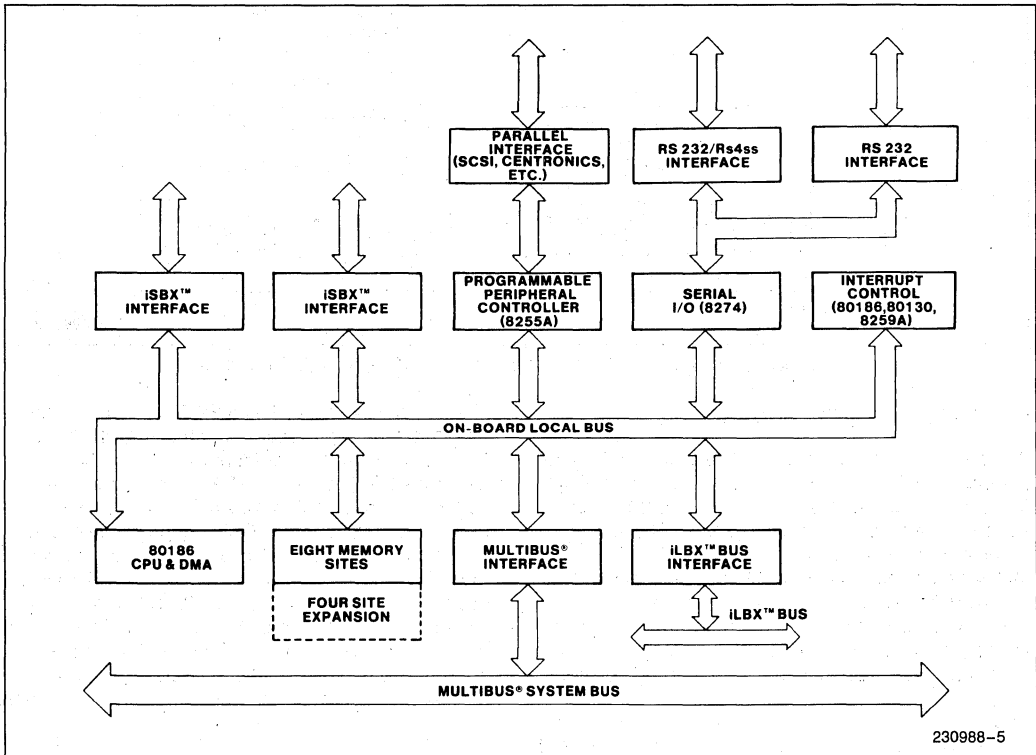 PARALLEL
INTERFACE
(SCSI, CENTRONICS,
ETC.)
RS 232/Rs4ss
INTERFACE
RS 232
INTERFACE
iSBX™
INTERFACE
iSBX™
INTERFACE
PROGRAMMABLE
PERIPHERAL
CONTROLLER
(8255A)
SERIAL
I/O (8274)
INTERRUPT
CONTROL
(80186,80130,
8259A)
ON-BOARD LOCAL BUS
80186
CPU & DMA
EIGHT MEMORY
SITES
FOUR SITE
EXPANSION
MULTIBUS®
INTERFACE
iLBX™ BUS
INTERFACE
iLBX™ BUS
MULTIBUS® SYSTEM BUS
230988-5